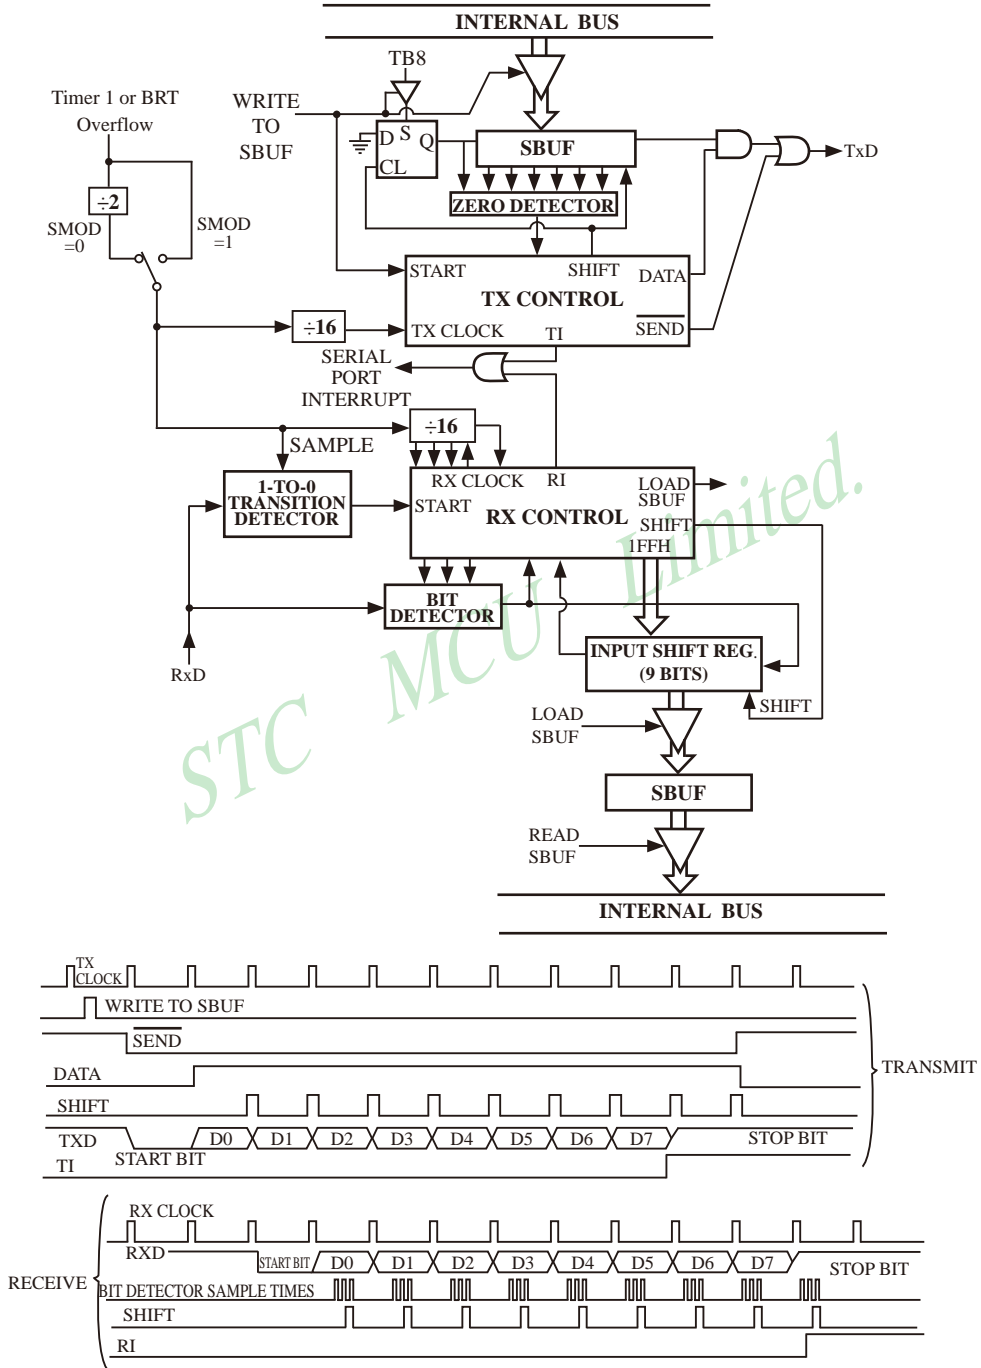 INTERNAL BUS
TB8
Timer 1 or BRT
Overflow
WRITE
TO
SBUF
D
S
Q
CL
SBUF
TxD
÷2
ZERO DETECTOR
SMOD
=0
SMOD
=1
START
SHIFT
DATA
TX CONTROL
÷16
TX CLOCK
TI
SEND
SERIAL
PORT
INTERRUPT
÷16
SAMPLE
1-TO-0
TRANSITION
DETECTOR
RX CLOCK
RI
LOAD
SBUF
START
RX CONTROL
SHIFT
1FFH
BIT
DETECTOR
RxD
INPUT SHIFT REG.
(9 BITS)
SHIFT
LOAD
SBUF
SBUF
READ
SBUF
INTERNAL BUS
STC MCU Limited.
TX
CLOCK
WRITE TO SBUF
SEND
DATA
TRANSMIT
SHIFT
TXD
START BIT
D0
D1
D2
D3
D4
D5
D6
D7
STOP BIT
TI
RX CLOCK
RXD
START BIT
D0
D1
D2
D3
D4
D5
D6
D7
STOP BIT
RECEIVE
BIT DETECTOR SAMPLE TIMES
SHIFT
RI